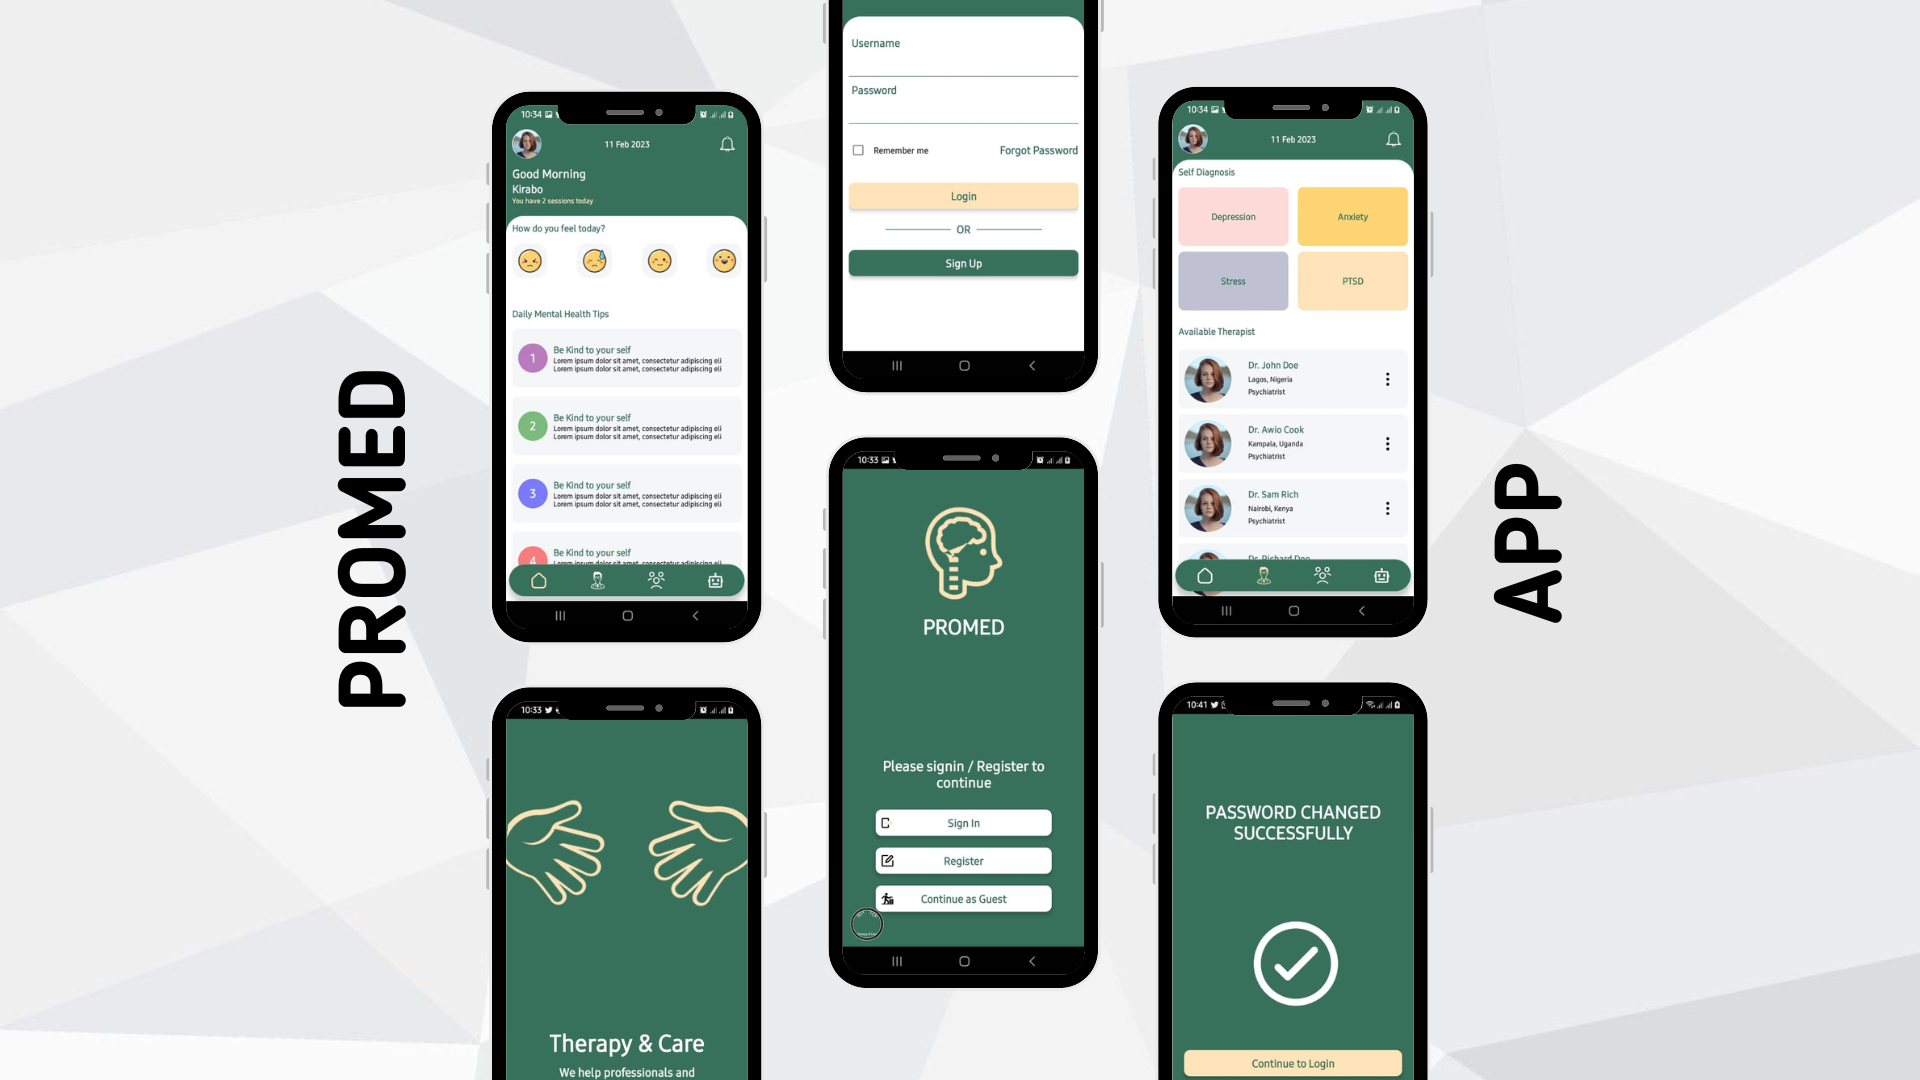 PROMED
10:34
11 Feb 2023
Good Morning
Kirabo
You have 2 sessions today
How do you feel today?
Daily Mental Health Tips
1
Be Kind to your self
Lorem ipsum dolor sit amet, consectetur adipiscing eli
Lorem ipsum dolor sit amet, consectetur adipiscing eli
2
Be Kind to your self
Lorem ipsum dolor sit amet, consectetur adipiscing eli
Lorem ipsum dolor sit amet, consectetur adipiscing eli
3
Be Kind to your self
Lorem ipsum dolor sit amet, consectetur adipiscing eli
Lorem ipsum dolor sit amet, consectetur adipiscing eli
4
Be Kind to your self
Lorem ipsum dolor sit amet, consectetur adipiscing eli
10:33
Therapy & Care
We help professionals and
Username
Password
Remember me
Forgot Password
Login
OR
Sign Up
10:33
PROMED
Please signin / Register to
continue
Sign In
Register
Continue as Guest
10:34
11 Feb 2023
Self Diagnosis
Depression
Anxiety
Stress
PTSD
Available Therapist
Dr. John Doe
Lagos, Nigeria
Psychiatrist
Dr. Awio Cook
Kampala, Uganda
Psychiatrist
Dr. Sam Rich
Nairobi, Kenya
Psychiatrist
Dr. Richard Doe
10:41
PASSWORD CHANGED
SUCCESSFULLY
Continue to Login
APP